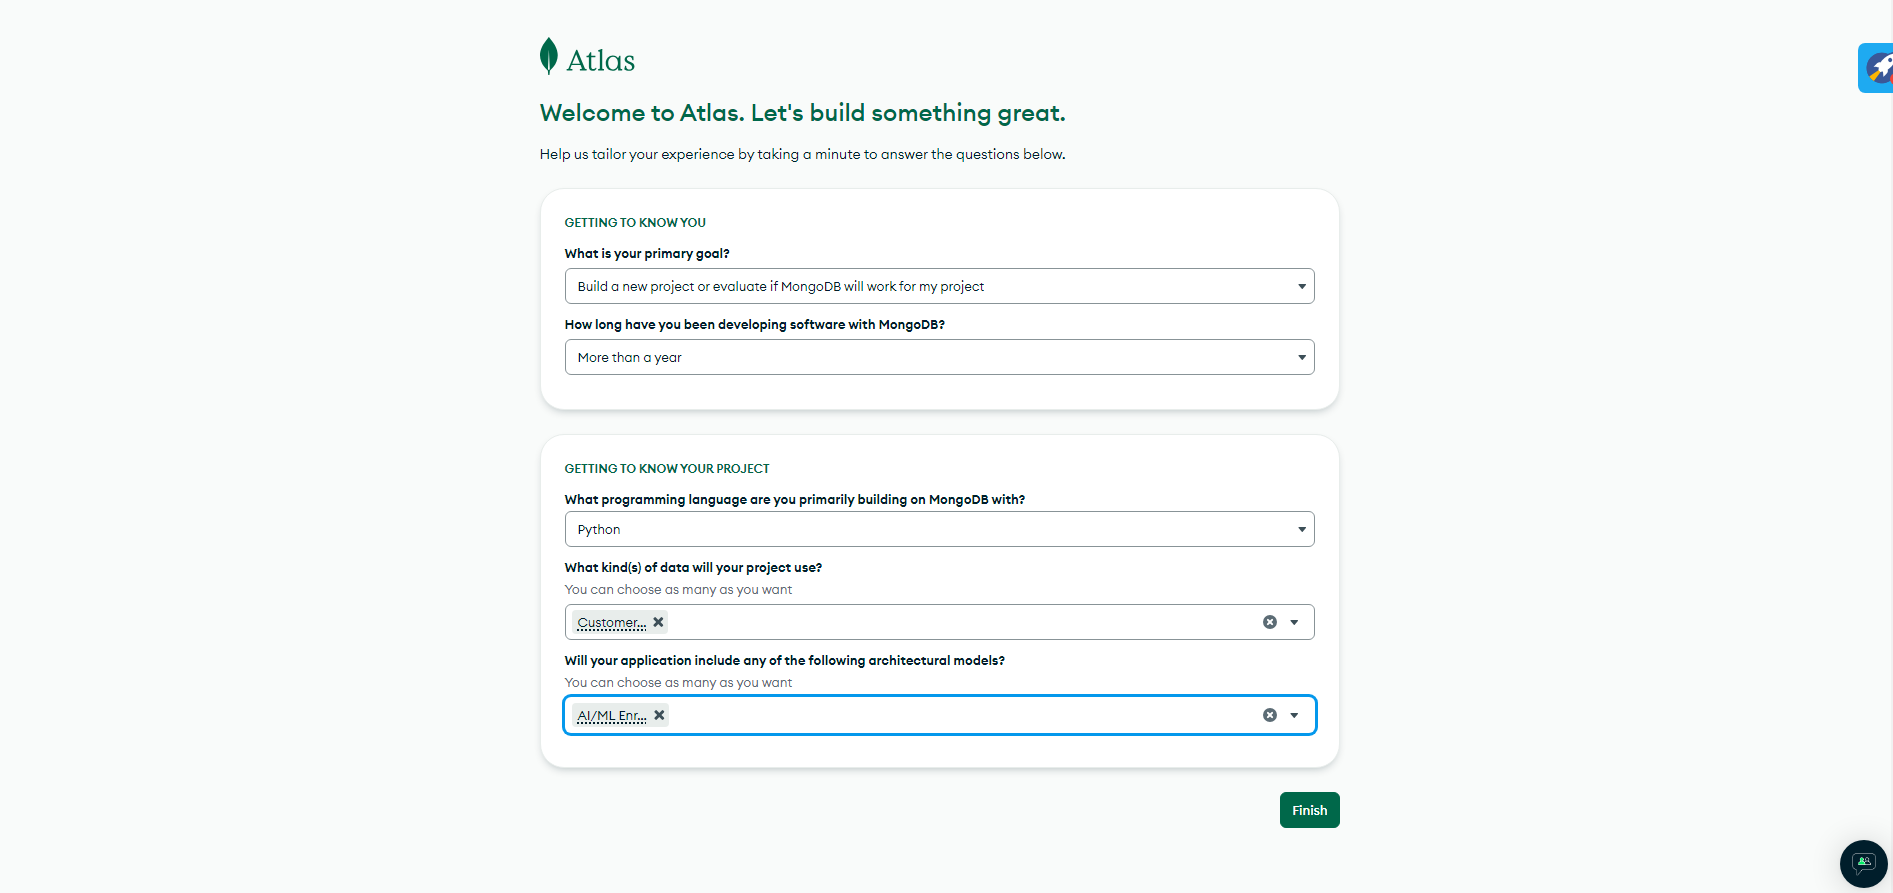 Atlas
Welcome to Atlas. Let's build something great.
Help us tailor your experience by taking a minute to answer the questions below.
GETTING TO KNOW YOU
What is your primary goal?
Build a new project or evaluate if MongoDB will work for my project
How long have you been developing software with MongoDB?
More than a year
GETTING TO KNOW YOUR PROJECT
What programming language are you primarily building on MongoDB with?
Python
What kind(s) of data will your project use?
You can choose as many as you want
Customer...
Will your application include any of the following architectural models?
You can choose as many as you want
AI/ML Enr...
Finish